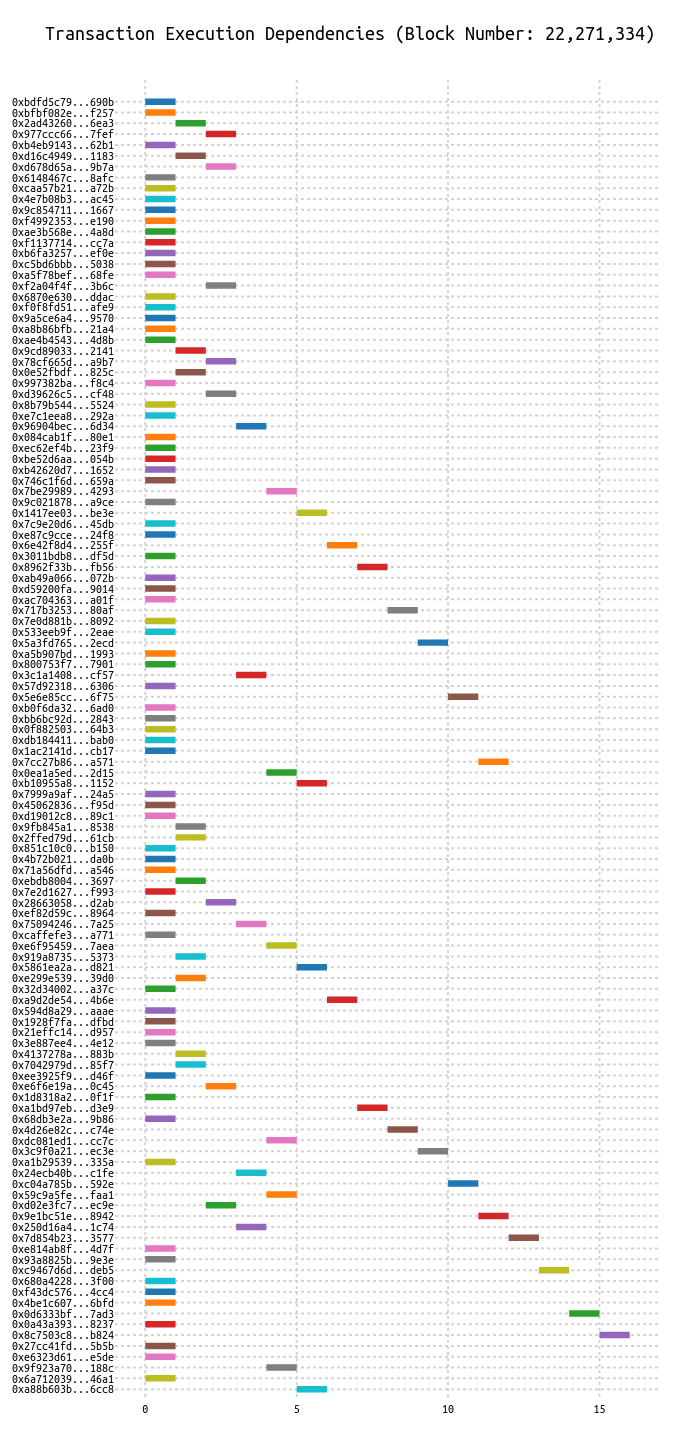 Transaction Execution Dependencies (Block Number: 22,271,334)
0xbdfd5c79...690b
0xbfbf082e...f257
0x2ad43260...6ea3
0x977ccc66...7fef
0xb4eb9143...62b1
0xd16c4949...1183
0xd678d65a...9b7a
0x6148467c...8afc
0xcaa57b21...a72b
0x4e7b08b3...ac45
0x9c854711...1667
0xf4992353...e190
0xae3b568e...4a8d
0xf1137714...cc7a
0xb6fa3257...ef0e
0xc5bd6bbb...5038
0xa5f78bef...68fe
0xf2a04f4f...3b6c
0x6870e630...ddac
0xf0f8fd51...afe9
0x9a5ce6a4...9570
0xa8b86bfb...21a4
0xae4b4543...4d8b
0x9cd89033...2141
0x78cf665d...a9b7
0x0e52fbdf...825c
0x997382ba...f8c4
0xd39626c5...cf48
0x8b79b544...5524
0xe7c1eea8...292a
0x96904bec...6d34
0x084cab1f...80e1
0xec62ef4b...23f9
0xbe52d6aa...054b
0xb42620d7...1652
0x746c1f6d...659a
0x7be29989...4293
0x9c021878...a9ce
0x1417ee03...be3e
0x7c9e20d6...45db
0xe87c9cce...24f8
0x6e42f8d4...255f
0x3011bdb8...df5d
0x8962f33b...fb56
0xab49a066...072b
0xd59200fa...9014
0xac704363...a01f
0x717b3253...80af
0x7e0d881b...8092
0x533eeb9f...2eae
0x5a3fd765...2ecd
0xa5b907bd...1993
0x800753f7...7901
0x3c1a1408...cf57
0x57d92318...6306
0x5e6e85cc...6f75
0xb0f6da32...6ad0
0xbb6bc92d...2843
0x0f882503...64b3
0xdb184411...bab0
0x1ac2141d...cb17
0x7cc27b86...a571
0x0ea1a5ed...2d15
0xb10955a8...1152
0x7999a9af...24a5
0x45062836...f95d
0xd19012c8...89c1
0x9fb845a1...8538
0x2ffed79d...61cb
0x851c10c0...b150
0x4b72b021...da0b
0x71a56dfd...a546
0xebdb8004...3697
0x7e2d1627...f993
0x28663058...d2ab
0xef82d59c...8964
0x75094246...7a25
0xcaffefe3...a771
0xe6f95459...7aea
0x919a8735...5373
0x5861ea2a...d821
0xe299e539...39d0
0x32d34002...a37c
0xa9d2de54...4b6e
0x594d8a29...aaae
0x1928f7fa...dfbd
0x21effc14...d957
0x3e887ee4...4e12
0x4137278a...883b
0x7042979d...85f7
0xee3925f9...d46f
0xe6f6e19a...0c45
0x1d8318a2...0f1f
0xa1bd97eb...d3e9
0x68db3e2a...9b86
0x4d26e82c...c74e
0xdc081ed1...cc7c
0x3c9f0a21...ec3e
0xa1b29539...335a
0x24ecb40b...c1fe
0xc04a785b...592e
0x59c9a5fe...faa1
0xd02e3fc7...ec9e
0x9e1bc51e...8942
0x250d16a4...1c74
0x7d854b23...3577
0xe814ab8f...4d7f
0x93a8825b...9e3e
0xc9467d6d...deb5
0x680a4228...3f00
0xf43dc576...4cc4
0x4be1c607...6bfd
0x0d6333bf...7ad3
0x0a43a393...8237
0x8c7503c8...b824
0x27cc41fd...5b5b
0xe6323d61...e5de
0x9f923a70...188c
0x6a712039...46a1
0xa88b603b...6cc8
0 5 10 15